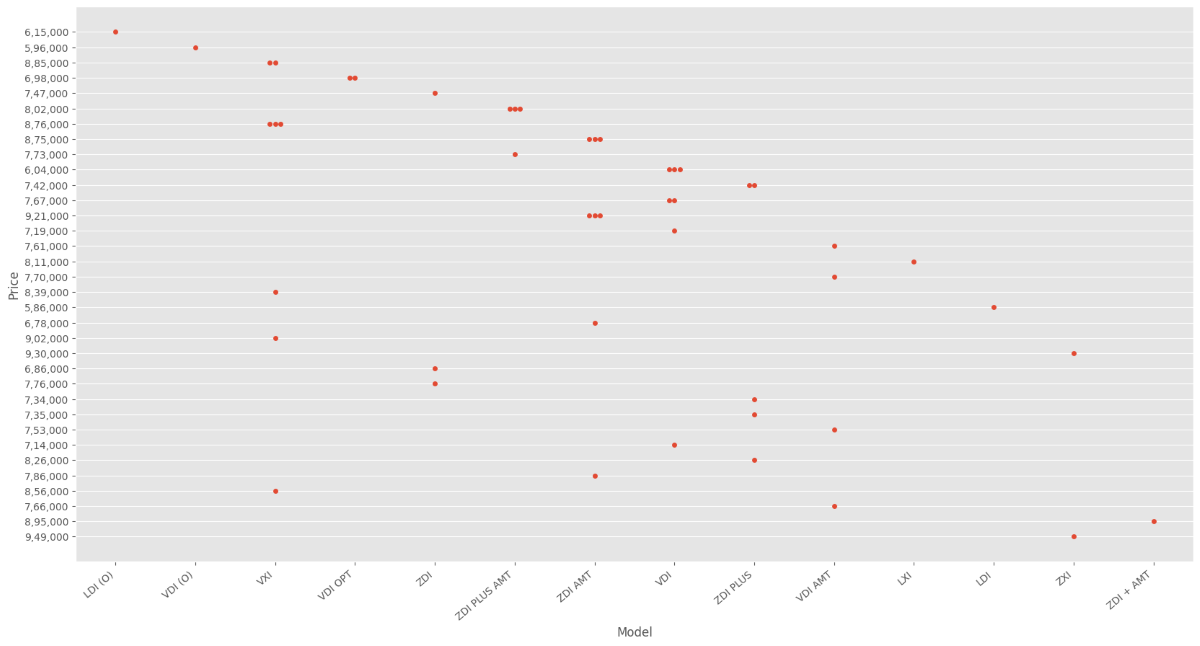 6,15,000
5,96,000
8,85,000
6,98,000
7,47,000
8,02,000
8,76,000
8,75,000
7,73,000
6,04,000
7,42,000
7,67,000
9,21,000
7,19,000
7,61,000
8,11,000
7,70,000
8,39,000
5,86,000
6,78,000
9,02,000
9,30,000
6,86,000
7,76,000
7,34,000
7,35,000
7,53,000
7,14,000
8,26,000
7,86,000
8,56,000
7,66,000
8,95,000
9,49,000
Price
LDI (O)
VDI (O)
VXI
VDI OPT
ZDI
ZDI PLUS AMT
ZDI AMT
VDI
ZDI PLUS
VDI AMT
LXI
LDI
ZXI
ZDI + AMT
Model